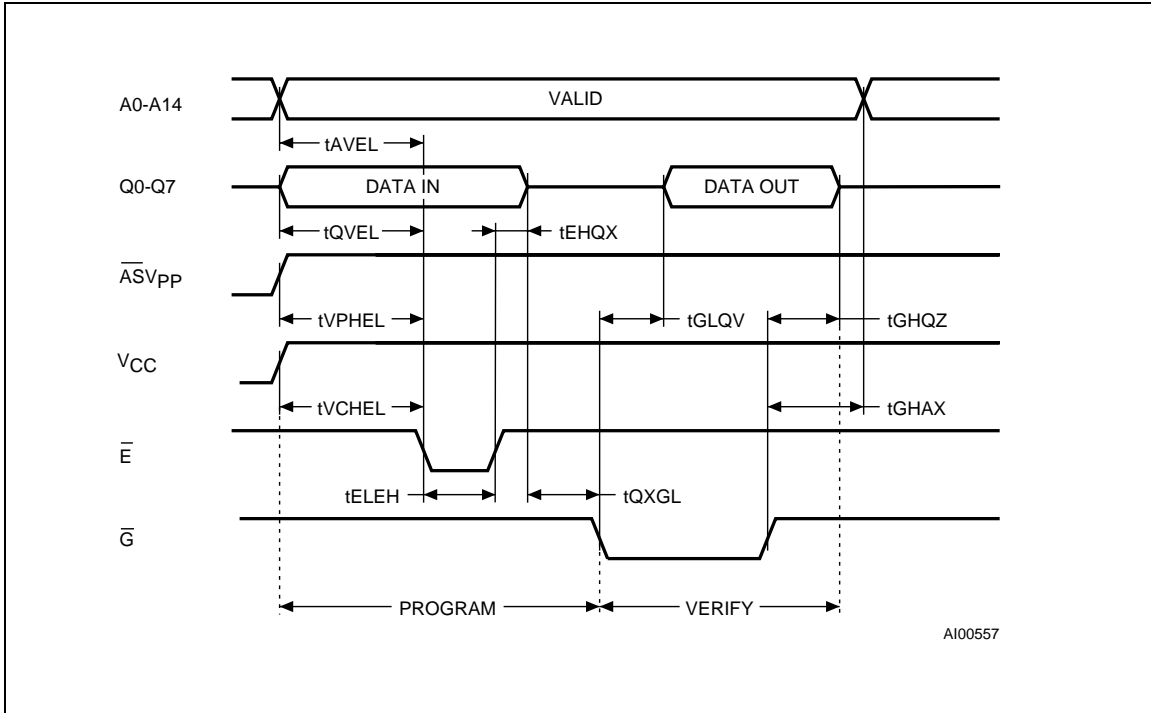 A0-A14
VALID
tAVEL
Q0-Q7
DATA IN
DATA OUT
tQVEL
tEHQX
A̅S̅VPP
tVPHEL
tGLQV
tGHQZ
VCC
tVCHEL
tGHAX
E̅
tELEH
tQXGL
G̅
PROGRAM
VERIFY
AI00557